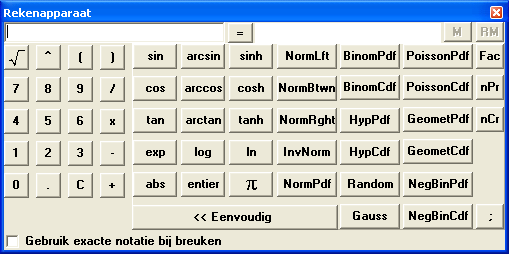 Rekenapparaat
= M RM
√ ^ ( ) sin arcsin sinh NormLft BinomPdf PoissonPdf Fac
7 8 9 / cos arccos cosh NormBtwn BinomCdf PoissonCdf nPr
4 5 6 x tan arctan tanh NormRght HypPdf GeometPdf nCr
1 2 3 - exp log ln InvNorm HypCdf GeometCdf
0 . C + abs entier π NormPdf Random NegBinPdf
<< Eenvoudig Gauss NegBinCdf ;
Gebruik exacte notatie bij breuken